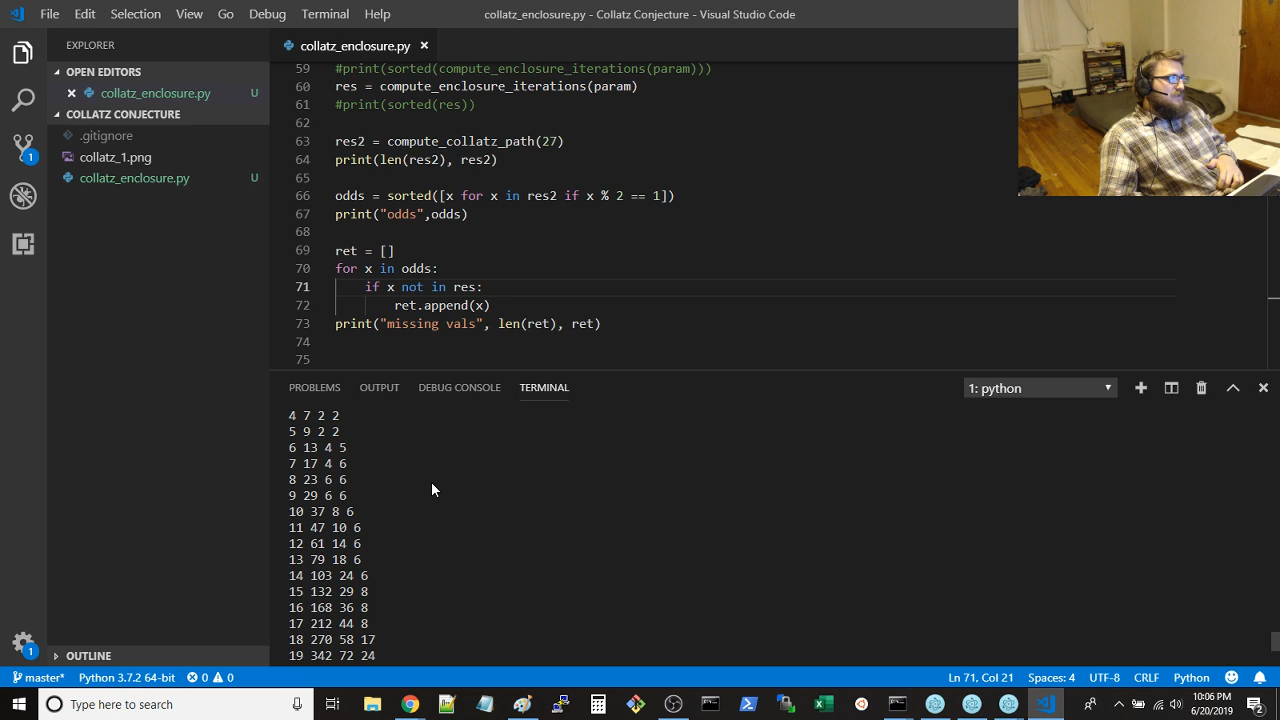 File Edit Selection View Go Debug Terminal Help
collatz_enclosure.py - Collatz Conjecture - Visual Studio Code
EXPLORER
OPEN EDITORS
collatz_enclosure.py U
COLLATZ CONJECTURE
.gitignore
collatz_1.png
collatz_enclosure.py U
OUTLINE
collatz_enclosure.py
59 #print(sorted(compute_enclosure_iterations(param)))
60 res = compute_enclosure_iterations(param)
61 #print(sorted(res))
62
63 res2 = compute_collatz_path(27)
64 print(len(res2), res2)
65
66 odds = sorted([x for x in res2 if x % 2 == 1])
67 print("odds",odds)
68
69 ret = []
70 for x in odds:
71 if x not in res:
72 ret.append(x)
73 print("missing vals", len(ret), ret)
74
75
PROBLEMS OUTPUT DEBUG CONSOLE TERMINAL
1: python
4 7 2 2
5 9 2 2
6 13 4 5
7 17 4 6
8 23 6 6
9 29 6 6
10 37 8 6
11 47 10 6
12 61 14 6
13 79 18 6
14 103 24 6
15 132 29 8
16 168 36 8
17 212 44 8
18 270 58 17
19 342 72 24
1
1
master* Python 3.7.2 64-bit 0 0
Ln 71, Col 21 Spaces: 4 UTF-8 CRLF Python
Type here to search
10:06 PM
6/20/2019
2